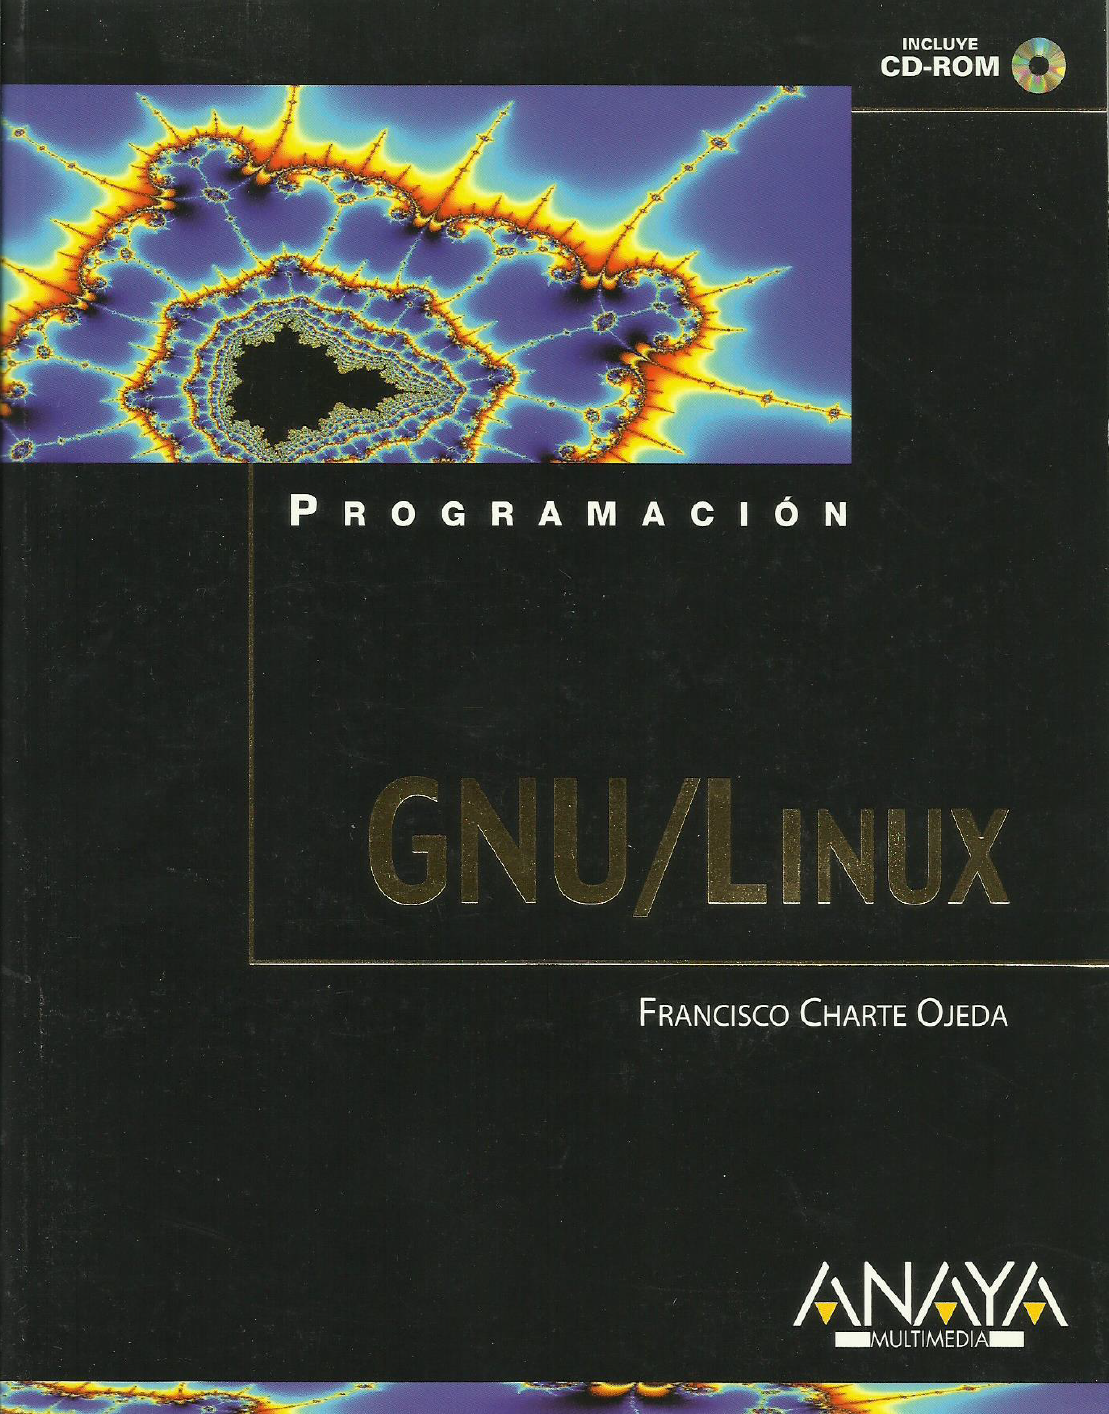 INCLUYE
CD-ROM
PROGRAMACIÓN
GNU/LINUX
FRANCISCO CHARTE OJEDA
ANAYA
MULTIMEDIA